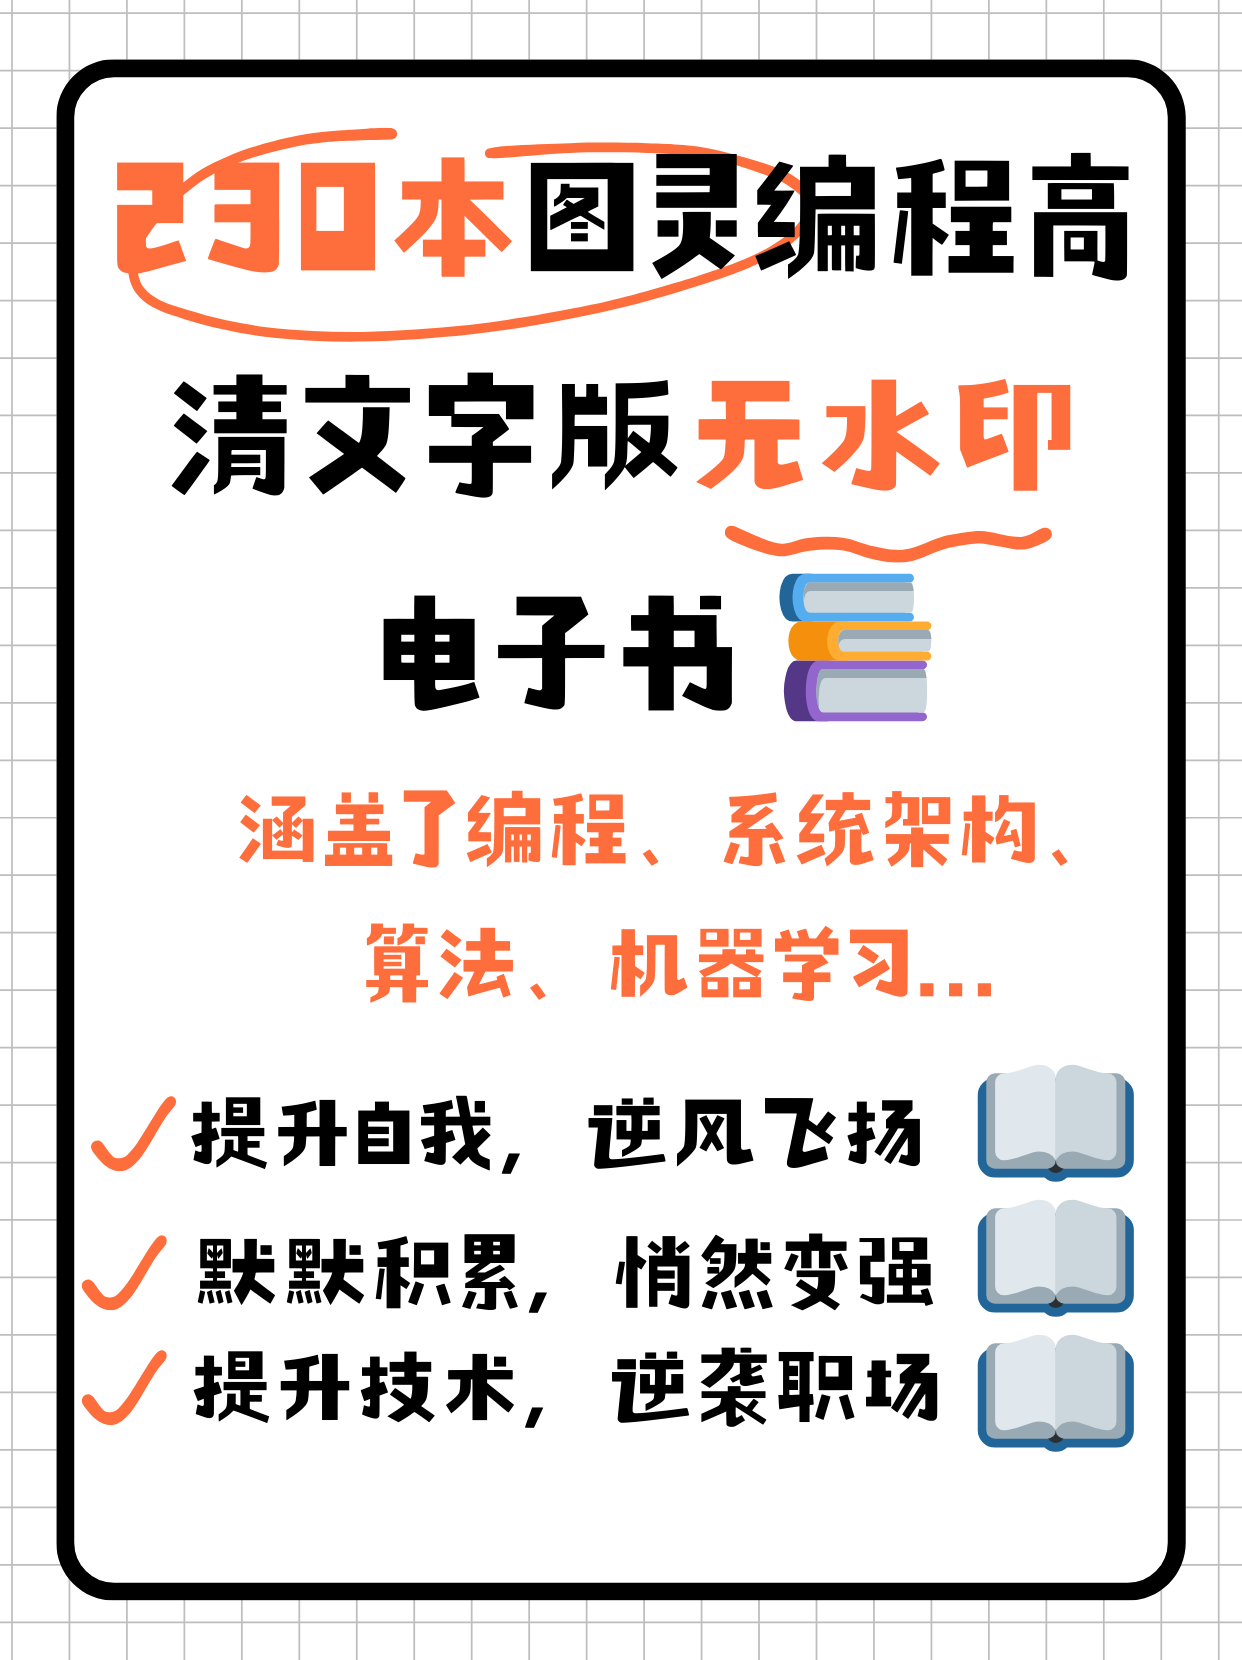 230本图灵编程高
清文字版无水印
电子书
涵盖了编程、系统架构、
算法、机器学习...
提升自我，逆风飞扬
默默积累，悄然变强
提升技术，逆袭职场